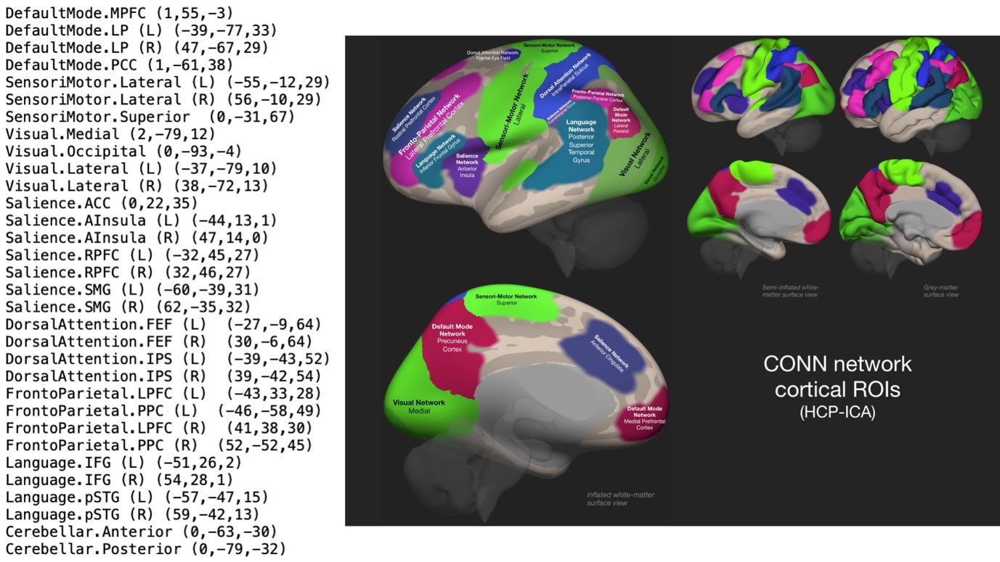 DefaultMode.MPFC (1,55,-3)
DefaultMode.LP (L) (-39,-77,33)
DefaultMode.LP (R) (47,-67,29)
DefaultMode.PCC (1,-61,38)
SensoriMotor.Lateral (L) (-55,-12,29)
SensoriMotor.Lateral (R) (56,-10,29)
SensoriMotor.Superior  (0,-31,67)
Visual.Medial (2,-79,12)
Visual.Occipital (0,-93,-4)
Visual.Lateral (L) (-37,-79,10)
Visual.Lateral (R) (38,-72,13)
Salience.ACC (0,22,35)
Salience.AInsula (L) (-44,13,1)
Salience.AInsula (R) (47,14,0)
Salience.RPFC (L) (-32,45,27)
Salience.RPFC (R) (32,46,27)
Salience.SMG (L) (-60,-39,31)
Salience.SMG (R) (62,-35,32)
DorsalAttention.FEF (L)  (-27,-9,64)
DorsalAttention.FEF (R)  (30,-6,64)
DorsalAttention.IPS (L)  (-39,-43,52)
DorsalAttention.IPS (R)  (39,-42,54)
FrontoParietal.LPFC (L)  (-43,33,28)
FrontoParietal.PPC (L)  (-46,-58,49)
FrontoParietal.LPFC (R)  (41,38,30)
FrontoParietal.PPC (R)  (52,-52,45)
Language.IFG (L) (-51,26,2)
Language.IFG (R) (54,28,1)
Language.pSTG (L) (-57,-47,15)
Language.pSTG (R) (59,-42,13)
Cerebellar.Anterior (0,-63,-30)
Cerebellar.Posterior (0,-79,-32)
Dorsal Attention Network
Frontal Eye Field
Sensori-Motor Network
Superior
Salience Network
Rostral Prefrontal Cortex
Fronto-Parietal Network
Lateral Prefrontal Cortex
Language Network
Inferior Frontal Gyrus
Salience
Network
Anterior
Insula
Sensori-Motor Network
Lateral
Dorsal Attention Network
IntraParietal Sulcus
Salience Network
Supramarginal Gyrus
Fronto-Parietal Network
Posterior Parietal Cortex
Default
Mode
Network
Lateral
Parietal
Language
Network
Posterior
Superior
Temporal
Gyrus
Visual Network
Lateral
Visual Network
Occipital
Sensori-Motor Network
Superior
Default Mode
Network
Precuneus
Cortex
Salience Network
Anterior Cingulate
Visual Network
Medial
Default Mode
Network
Medial Prefrontal
Cortex
inflated white-matter
surface view
Semi-inflated white-
matter surface view
Grey-matter
surface view
CONN network
cortical ROIs
(HCP-ICA)